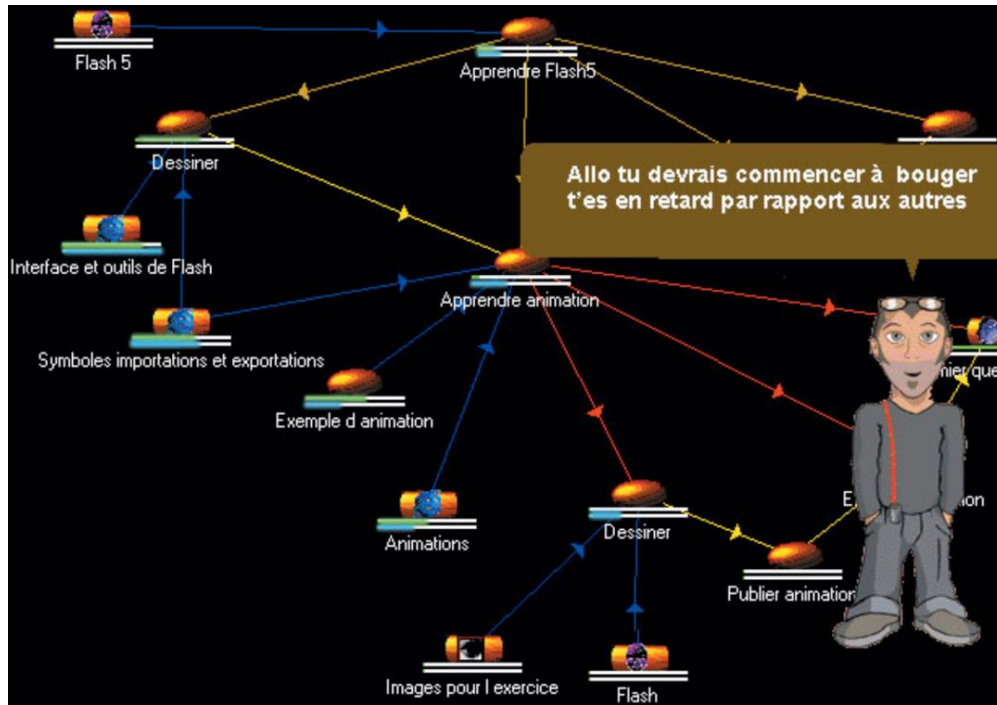 Flash 5
Apprendre Flash5
Dessiner
Allo tu devrais commencer à bouger
t'es en retard par rapport aux autres
Interface et outils de Flash
Apprendre animation
Symboles importations et exportations
Exemple d animation
Animations
Dessiner
Publier animation
Images pour l exercice
Flash